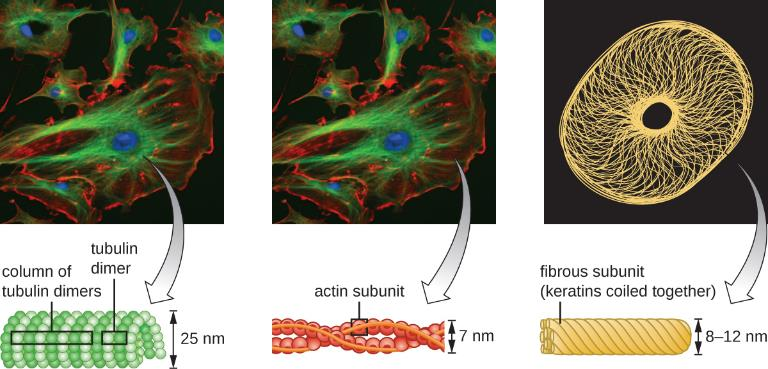 tubulin
dimer
column of
tubulin dimers
25 nm
actin subunit
7 nm
fibrous subunit
(keratins coiled together)
8–12 nm